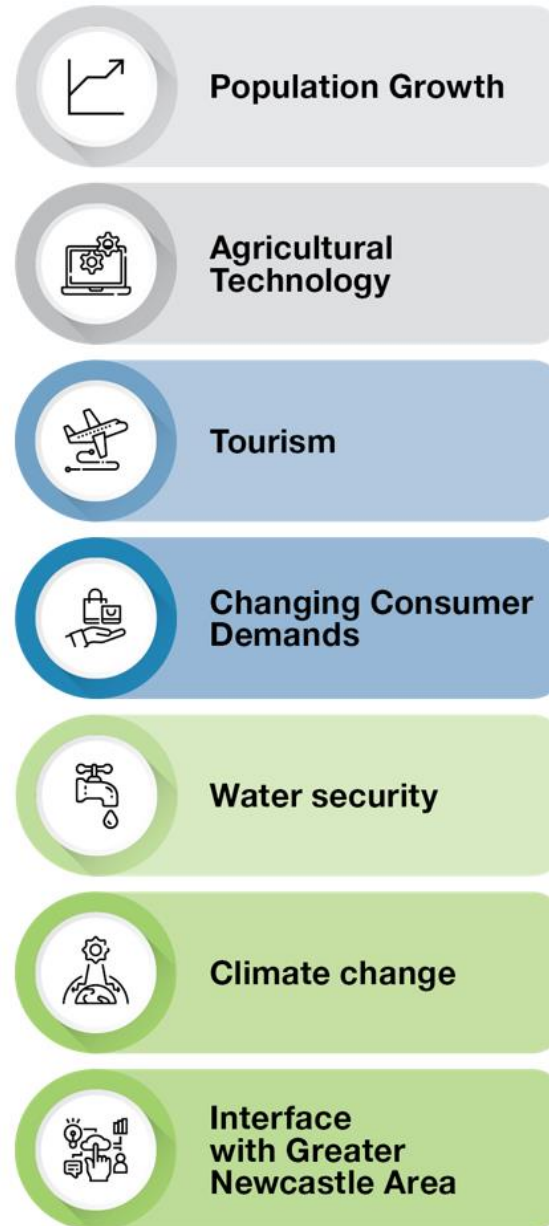 Population Growth
Agricultural
Technology
Tourism
Changing Consumer
Demands
Water security
Climate change
Interface
with Greater
Newcastle Area